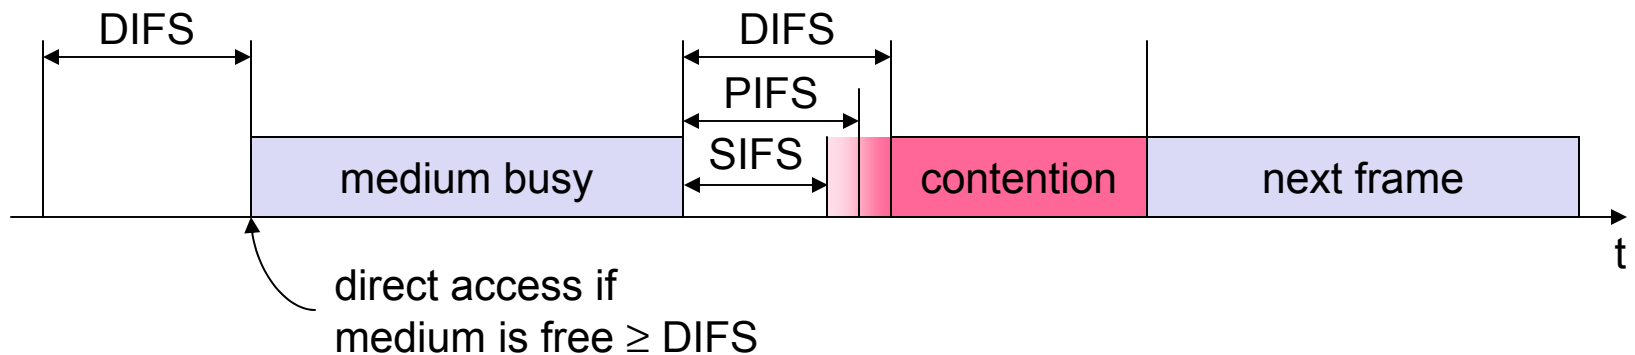 DIFS
DIFS
PIFS
SIFS
medium busy
contention
next frame
t
direct access if
medium is free ≥ DIFS